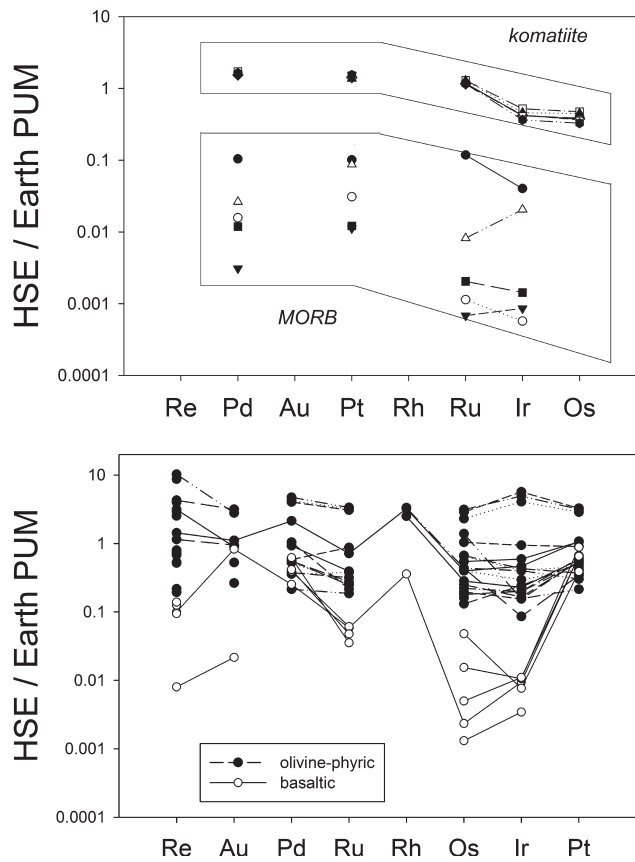 HSE / Earth PUM
10
1
0.1
0.01
0.001
0.0001
komatiite
MORB
Re Pd Au Pt Rh Ru Ir Os
HSE / Earth PUM
10
1
0.1
0.01
0.001
0.0001
olivine-phyric
basaltic
Re Au Pd Ru Rh Os Ir Pt